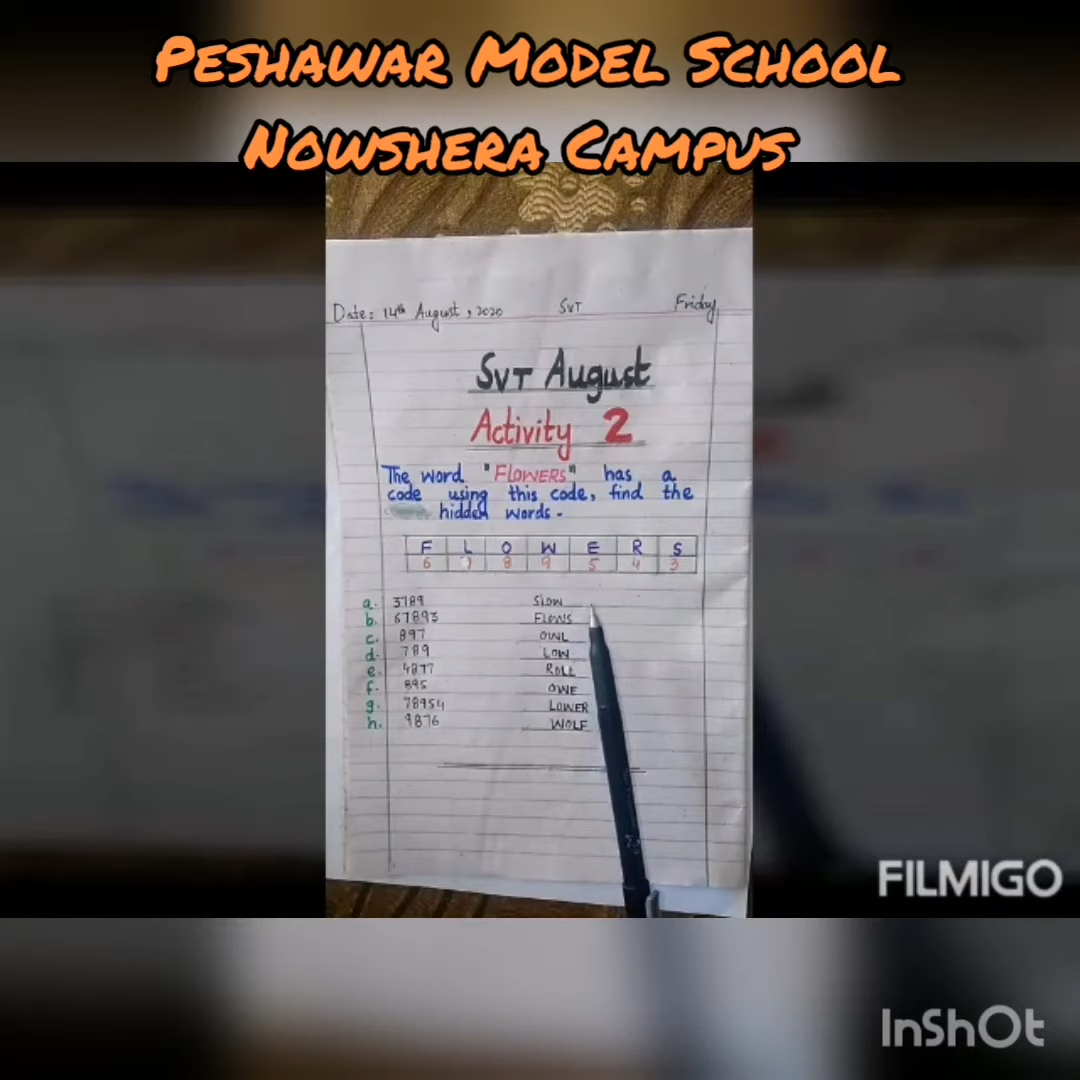 PESHAWAR MODEL SCHOOL
NOWSHERA CAMPUS
Date: 14th August, 2020 SVT Friday
SVT August
Activity 2
The word "FLOWERS" has a
code using this code, find the
hidden words.
F L O W E R S
6 7 8 9 5 4 3
a. 3789 SLOW
b. 67893 FLOWS
c. 897 OWL
d. 789 LOW
e. 4877 ROLL
f. 895 OWE
g. 78954 LOWER
h. 9876 WOLF
FILMIGO
InShOt